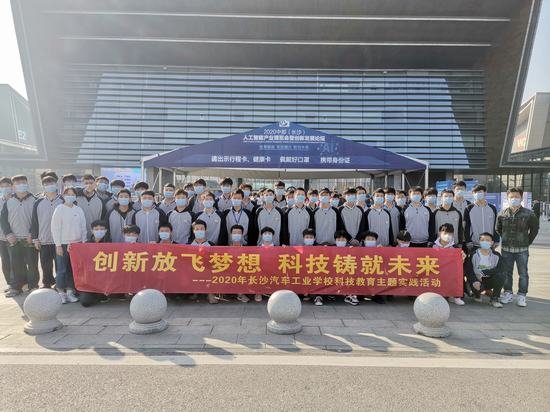 2020中部（长沙）
人工智能产业博览会暨创新发展论坛
请出示行程卡、健康卡 佩戴好口罩 携带身份证
创新放飞梦想 科技铸就未来
---2020年长沙汽车工业学校科技教育主题实践活动